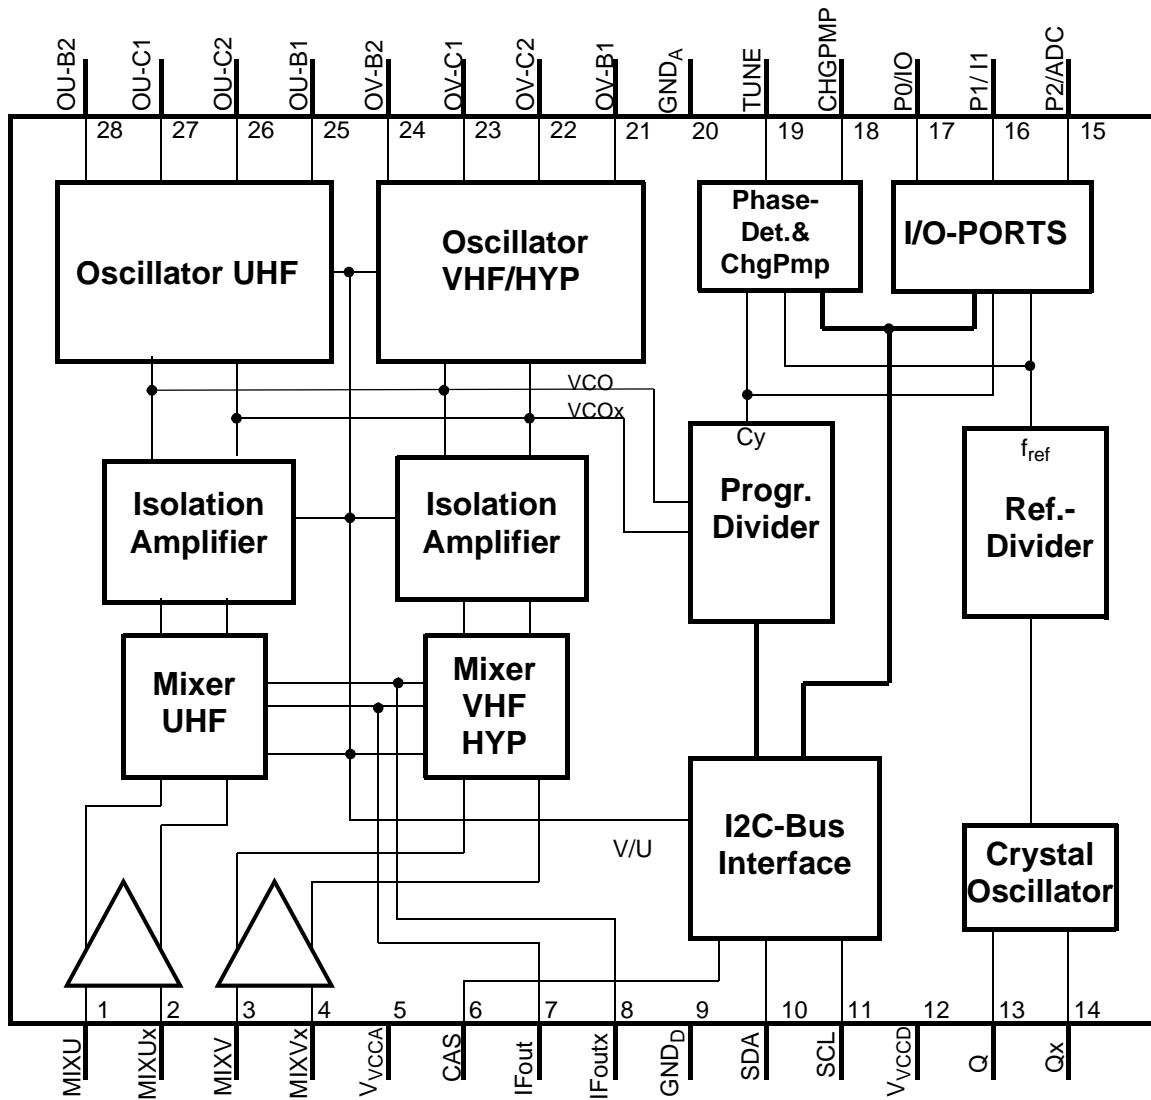 OU-B2
OU-C1
OU-C2
OU-B1
OV-B2
OV-C1
OV-C2
OV-B1
GNDA
TUNE
CHGPMP
P0/IO
P1/ I1
P2/ADC
28
27
26
25
24
23
22
21
20
19
18
17
16
15
Oscillator UHF
Oscillator
VHF/HYP
Phase-
Det.&
ChgPmp
I/O-PORTS
VCO
VCOx
Isolation
Amplifier
Isolation
Amplifier
Cy
Progr.
Divider
fref
Ref.-
Divider
Mixer
UHF
Mixer
VHF
HYP
V/U
I2C-Bus
Interface
Crystal
Oscillator
1
2
3
4
5
6
7
8
9
10
11
12
13
14
MIXU
MIXUx
MIXV
MIXVx
VVCCA
CAS
IFout
IFoutx
GNDD
SDA
SCL
VVCCD
Q
Qx